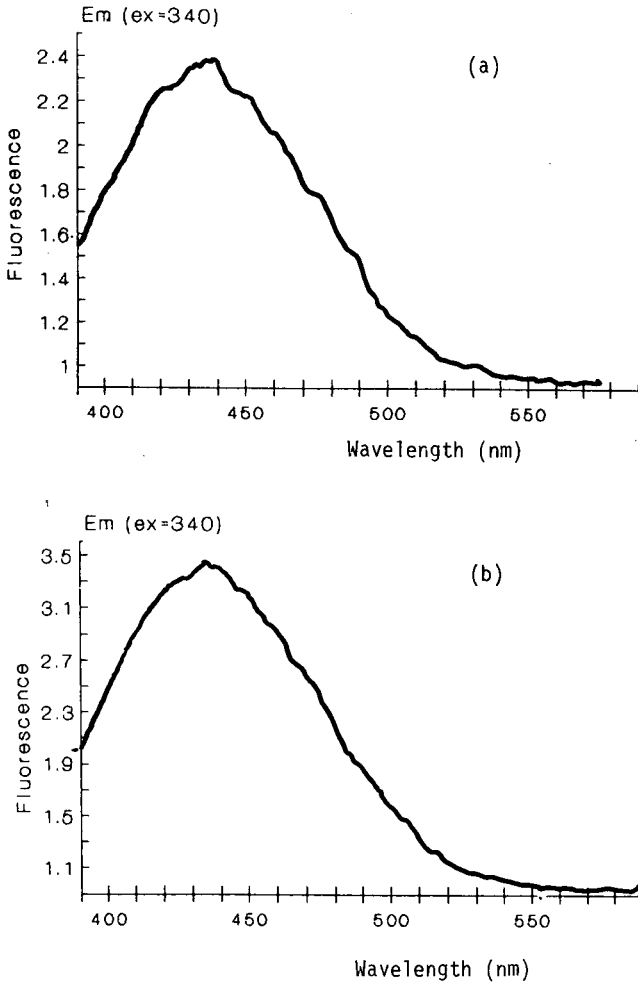 Em (ex=340)
(a)
2.4
2.2
2
1.8
1.6
1.4
1.2
1
Fluorescence
400 450 500 550
Wavelength (nm)
Em (ex=340)
(b)
3.5
3.1
2.7
2.3
1.9
1.5
1.1
Fluorescence
400 450 500 550
Wavelength (nm)